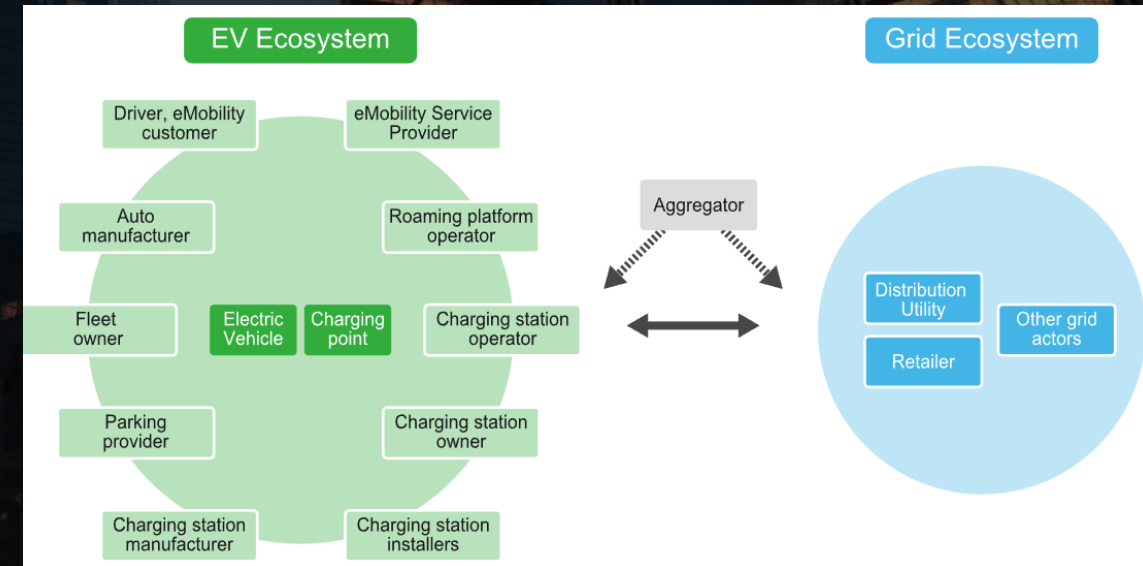 EV Ecosystem
Grid Ecosystem
Driver, eMobility
customer
eMobility Service
Provider
Auto
manufacturer
Roaming platform
operator
Aggregator
Fleet
owner
Electric
Vehicle
Charging
point
Charging station
operator
Distribution
Utility
Retailer
Other grid
actors
Parking
provider
Charging station
owner
Charging station
manufacturer
Charging station
installers